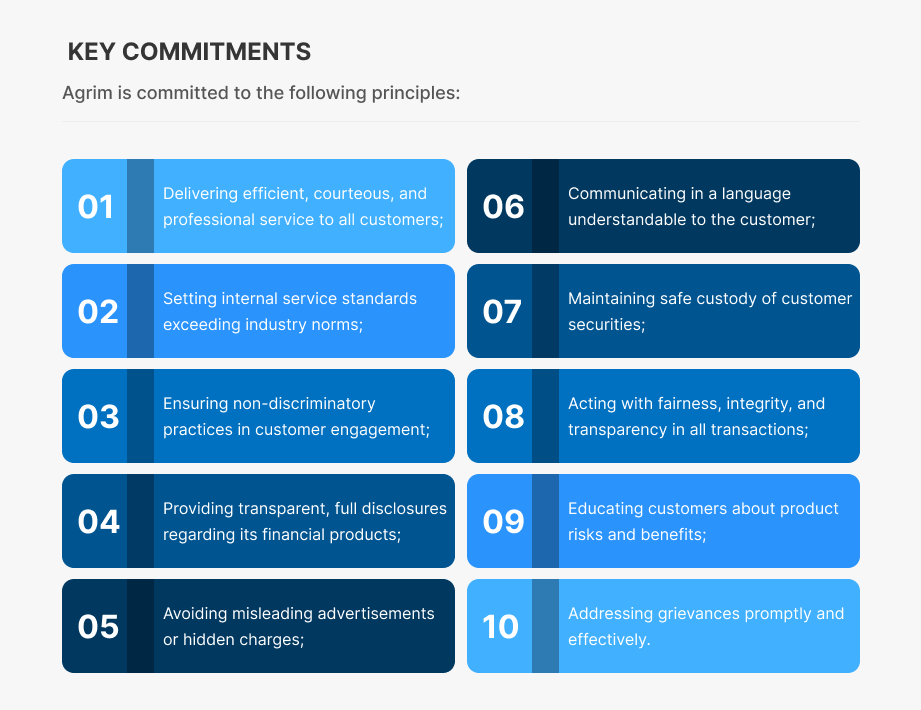 KEY COMMITMENTS
Agrim is committed to the following principles:
01
Delivering efficient, courteous, and
professional service to all customers;
02
Setting internal service standards
exceeding industry norms;
03
Ensuring non-discriminatory
practices in customer engagement;
04
Providing transparent, full disclosures
regarding its financial products;
05
Avoiding misleading advertisements
or hidden charges;
06
Communicating in a language
understandable to the customer;
07
Maintaining safe custody of customer
securities;
08
Acting with fairness, integrity, and
transparency in all transactions;
09
Educating customers about product
risks and benefits;
10
Addressing grievances promptly and
effectively.